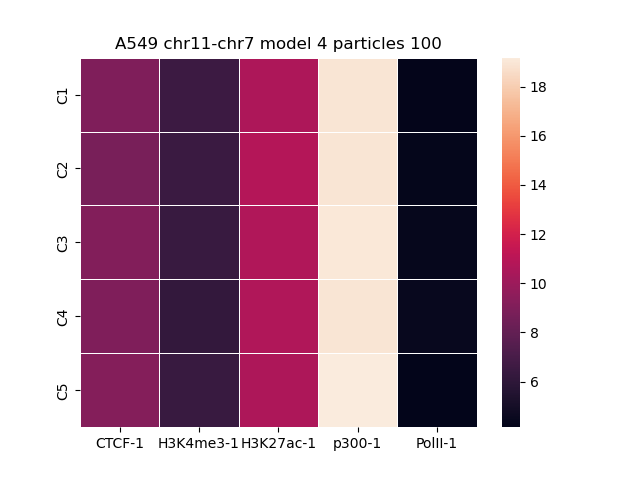 A549 chr11-chr7 model 4 particles 100
C1
C2
C3
C4
C5
CTCF-1 H3K4me3-1 H3K27ac-1 p300-1 PolII-1
18
16
14
12
10
8
6